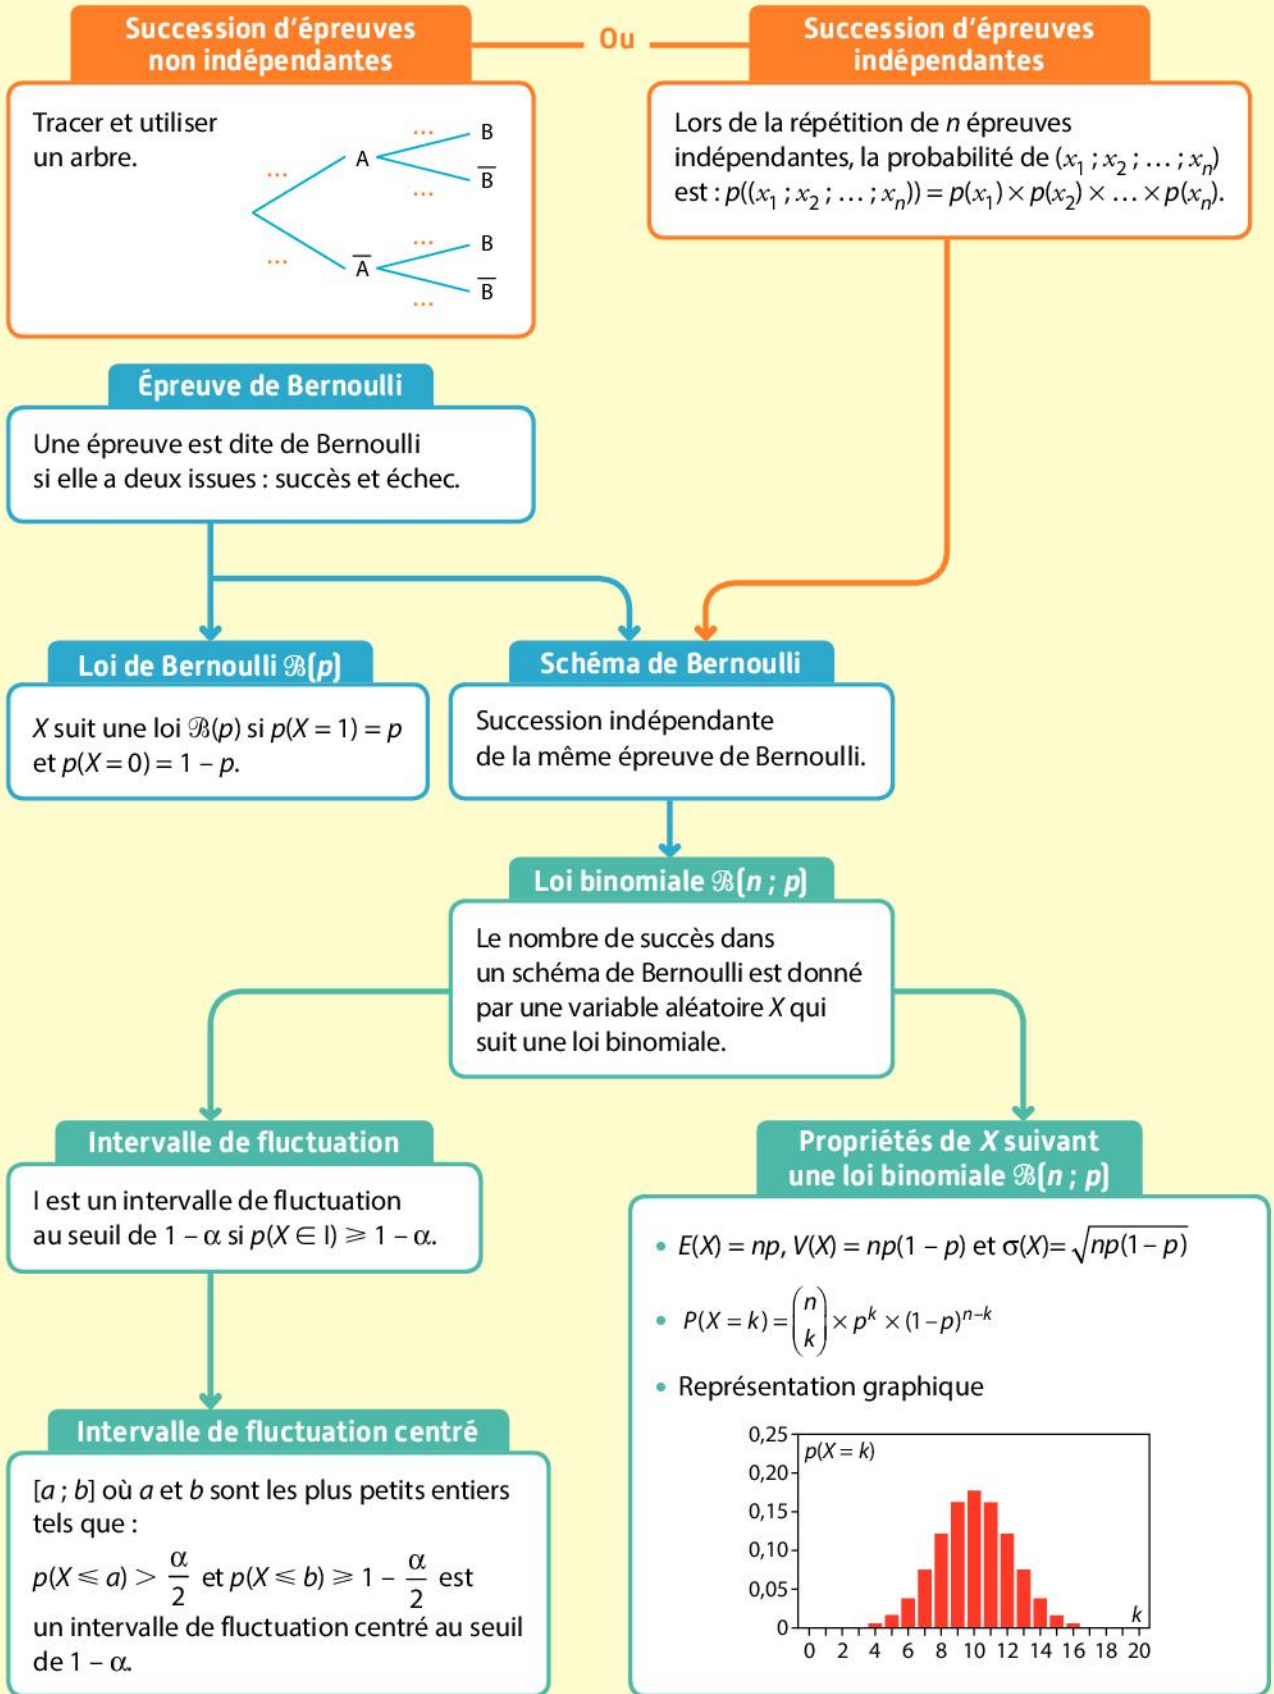 Succession d'épreuves
non indépendantes
Ou
Succession d'épreuves
indépendantes
Tracer et utiliser
un arbre.
... B
A
... B̅
...
... B
A̅
... B̅
...
Lors de la répétition de n épreuves
indépendantes, la probabilité de (x₁ ; x₂ ; … ; xₙ)
est : p((x₁ ; x₂ ; … ; xₙ)) = p(x₁) × p(x₂) × … × p(xₙ).
Épreuve de Bernoulli
Une épreuve est dite de Bernoulli
si elle a deux issues : succès et échec.
Loi de Bernoulli ℬ(p)
X suit une loi ℬ(p) si p(X = 1) = p
et p(X = 0) = 1 – p.
Schéma de Bernoulli
Succession indépendante
de la même épreuve de Bernoulli.
Loi binomiale ℬ(n ; p)
Le nombre de succès dans
un schéma de Bernoulli est donné
par une variable aléatoire X qui
suit une loi binomiale.
Intervalle de fluctuation
I est un intervalle de fluctuation
au seuil de 1 – α si p(X ∈ I) ⩾ 1 – α.
Intervalle de fluctuation centré
[a ; b] où a et b sont les plus petits entiers
tels que :
p(X ⩽ a) > α/2 et p(X ⩽ b) ⩾ 1 – α/2 est
un intervalle de fluctuation centré au seuil
de 1 – α.
Propriétés de X suivant
une loi binomiale ℬ(n ; p)
• E(X) = np, V(X) = np(1 – p) et σ(X)= √(np(1 – p))
• P(X = k) = (n k) × pᵏ × (1–p)ⁿ⁻ᵏ
• Représentation graphique
p(X = k)
0,25
0,20
0,15
0,10
0,05
0
k
0 2 4 6 8 10 12 14 16 18 20